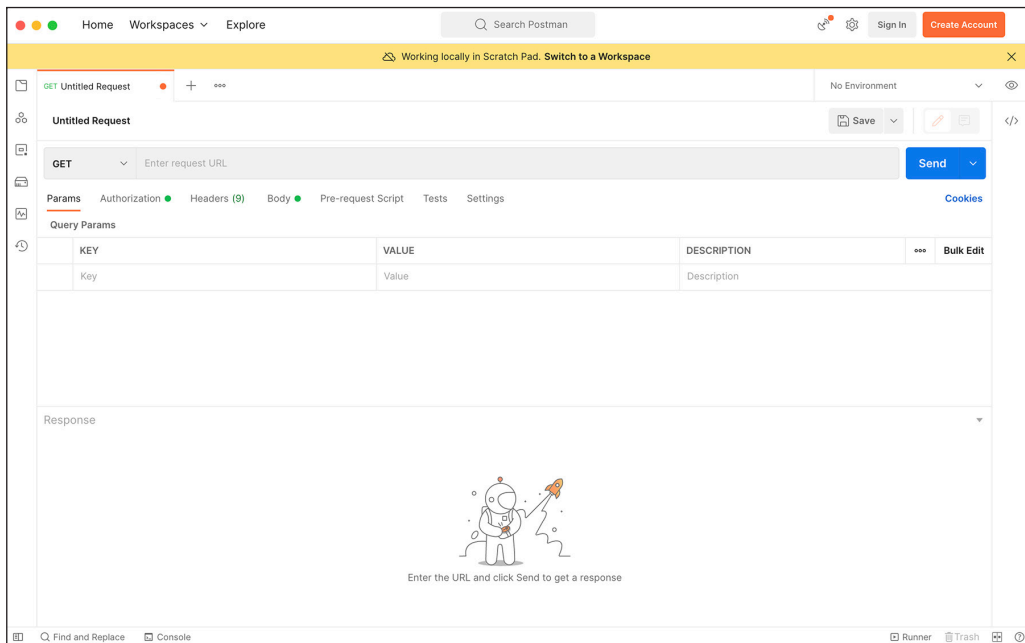 Home Workspaces Explore Search Postman Sign In Create Account
Working locally in Scratch Pad. Switch to a Workspace
GET Untitled Request No Environment
Untitled Request Save
GET Enter request URL Send
Params Authorization Headers (9) Body Pre-request Script Tests Settings Cookies
Query Params
KEY VALUE DESCRIPTION Bulk Edit
Key Value Description
Response
Enter the URL and click Send to get a response
Find and Replace Console Runner Trash